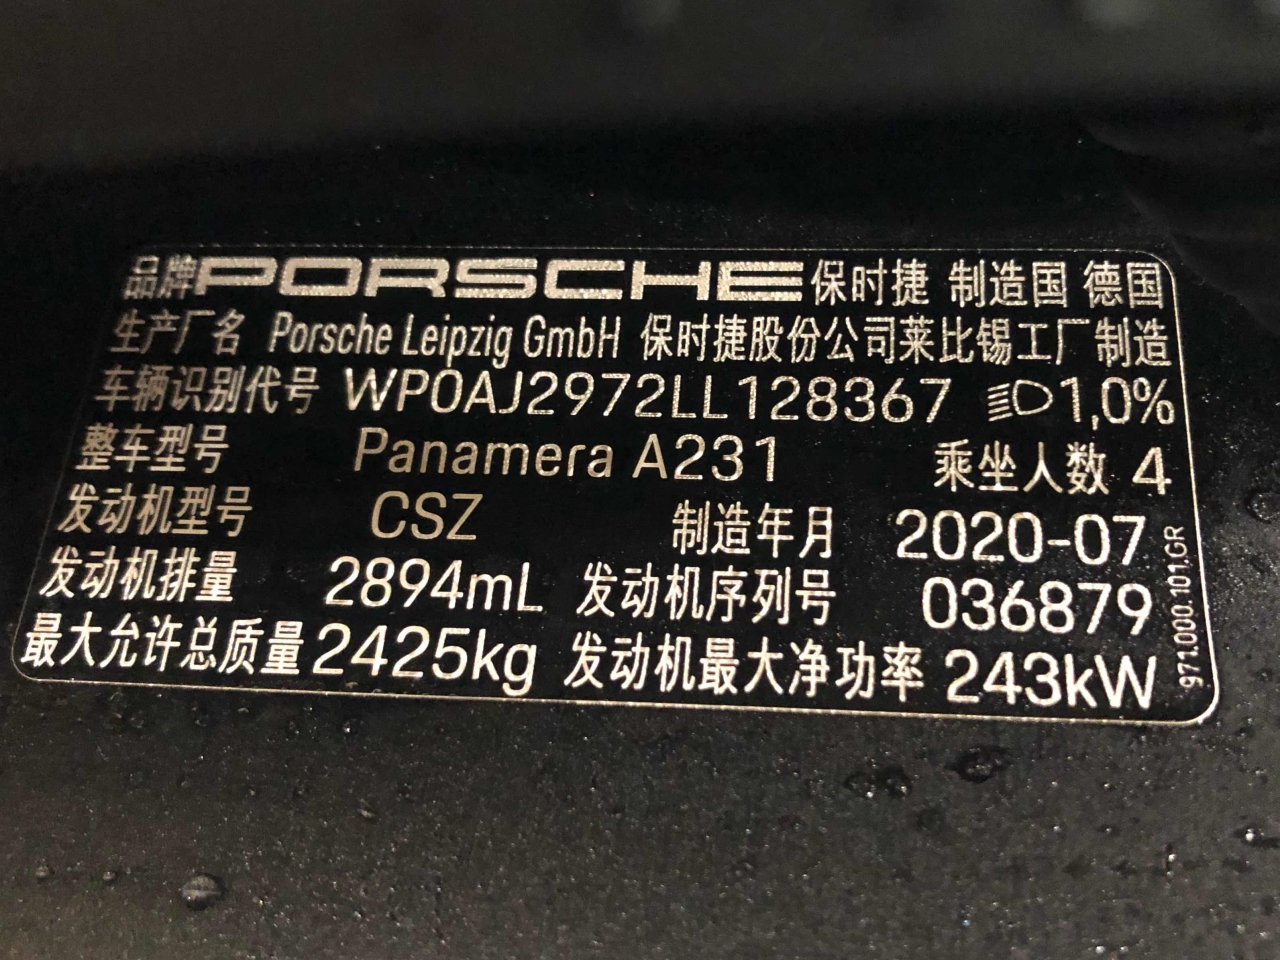 品牌PORSCHE保时捷 制造国 德国
生产厂名 Porsche Leipzig GmbH 保时捷股份公司莱比锡工厂制造
车辆识别代号 WP0AJ2972LL128367 1,0%
整车型号 Panamera A231 乘坐人数 4
发动机型号 CSZ 制造年月 2020-07
发动机排量 2894mL 发动机序列号 036879
最大允许总质量 2425kg 发动机最大净功率 243kW
971.000.101.GR